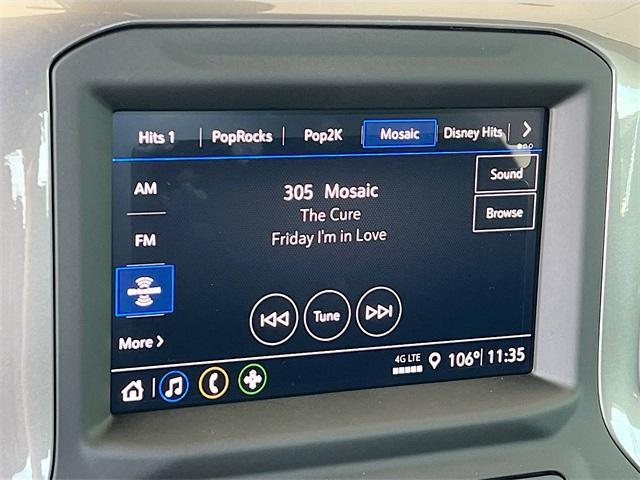 Hits 1 PopRocks Pop2K Mosaic Disney Hits
AM
305 Mosaic
Sound
The Cure
FM
Friday I'm in Love
Browse
Tune
More
4G LTE
106° 11:35